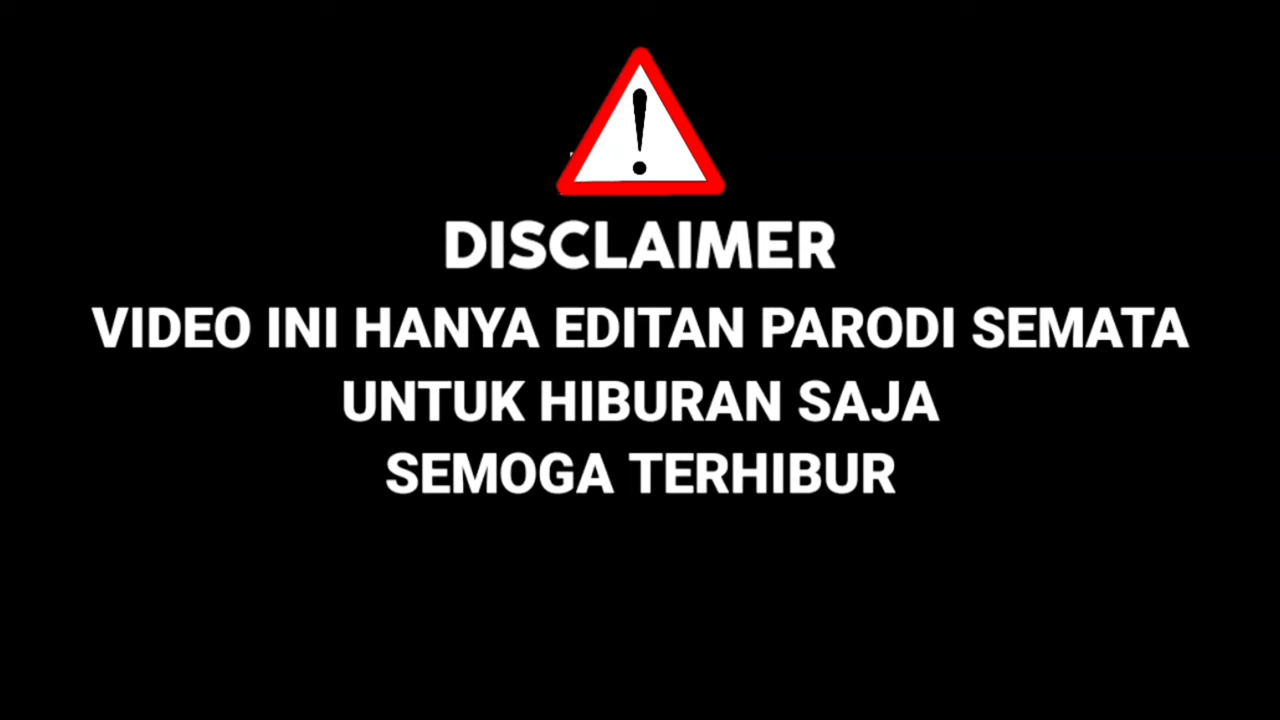 DISCLAIMER
VIDEO INI HANYA EDITAN PARODI SEMATA
UNTUK HIBURAN SAJA
SEMOGA TERHIBUR